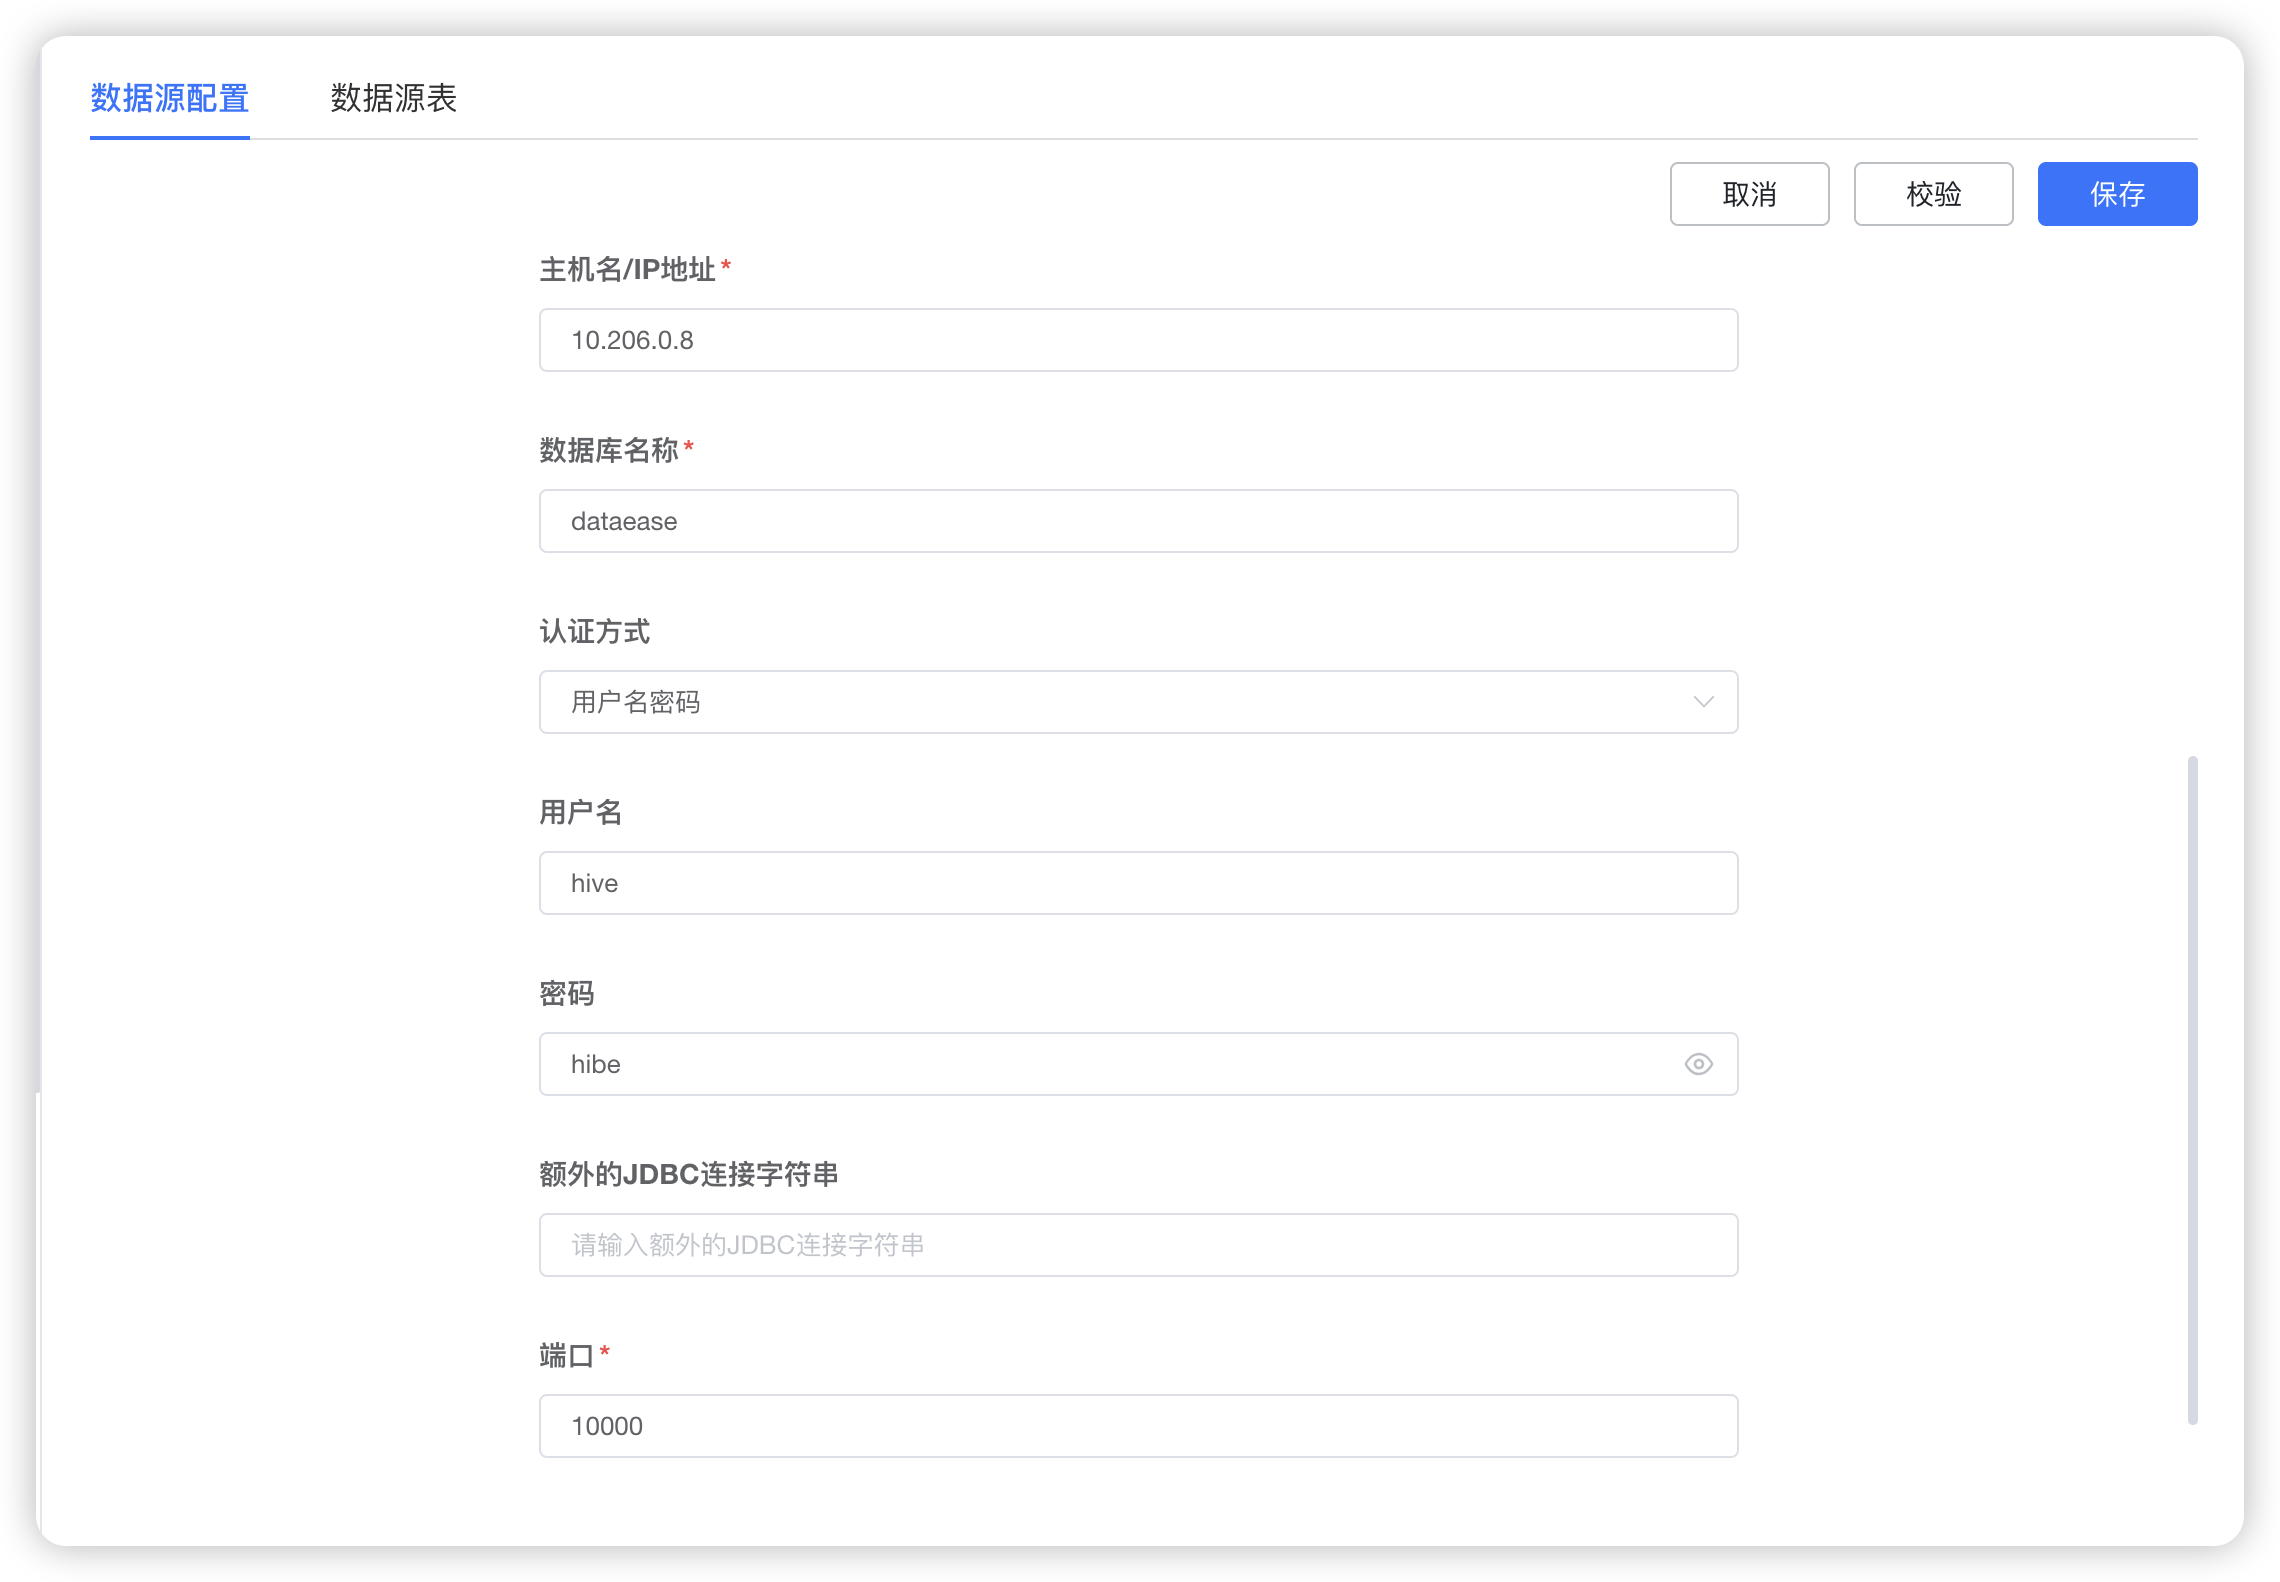 数据源配置 数据源表
取消 校验 保存
主机名/IP地址*
10.206.0.8
数据库名称*
dataease
认证方式
用户名密码
用户名
hive
密码
hibe
额外的JDBC连接字符串
请输入额外的JDBC连接字符串
端口*
10000